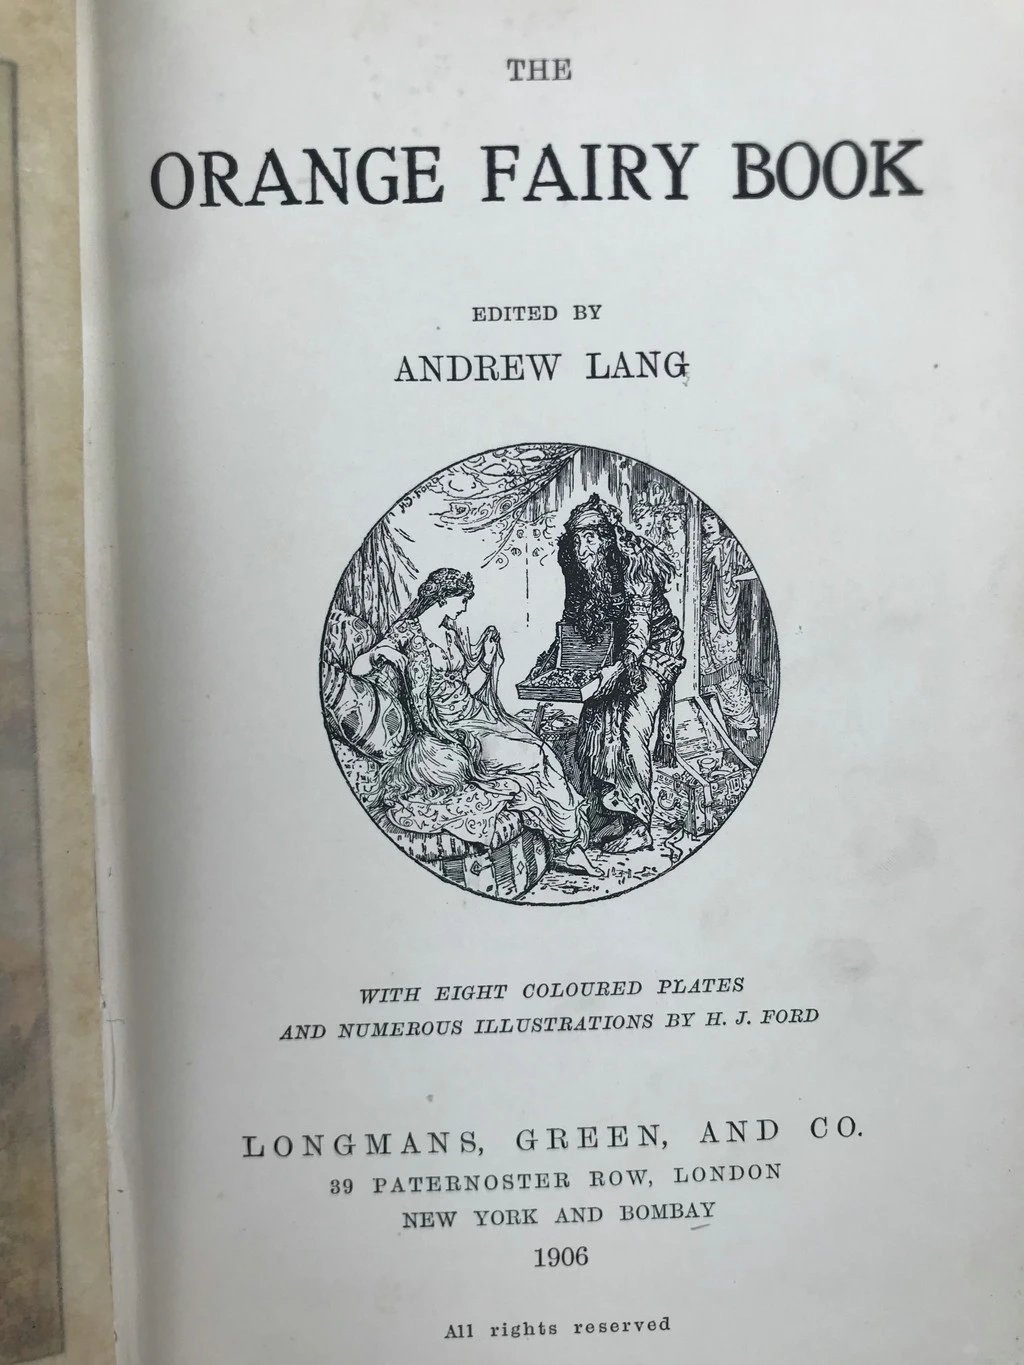 THE
ORANGE FAIRY BOOK
EDITED BY
ANDREW LANG
H.J. FORD
WITH EIGHT COLOURED PLATES
AND NUMEROUS ILLUSTRATIONS BY H. J. FORD
LONGMANS, GREEN, AND CO.
39 PATERNOSTER ROW, LONDON
NEW YORK AND BOMBAY
1906
All rights reserved